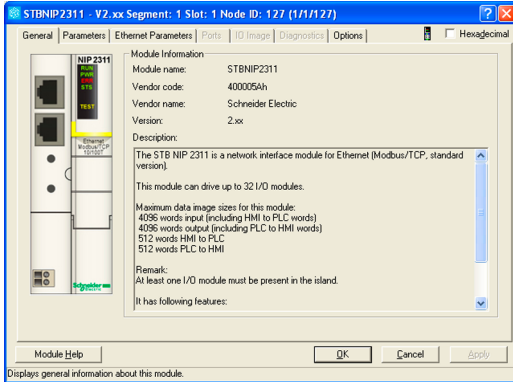 STBNIP2311 - V2.xx Segment: 1 Slot: 1 Node ID: 127 (1/1/127)
General Parameters Ethernet Parameters Ports IO Image Diagnostics Options Hexadecimal
NIP 2311
RUN
PWR
ERR
STS
TEST
Ethernet
Modbus/TCP
10/100T
Schneider
Electric
Module Information
Module name: STBNIP2311
Vendor code: 400005Ah
Vendor name: Schneider Electric
Version: 2.xx
Description:
The STB NIP 2311 is a network interface module for Ethernet (Modbus/TCP, standard
version).
This module can drive up to 32 I/O modules.
Maximum data image sizes for this module:
4096 words input (including HMI to PLC words)
4096 words output (including PLC to HMI words)
512 words HMI to PLC
512 words PLC to HMI
Remark:
At least one I/O module must be present in the island.
It has following features:
Module Help OK Cancel Apply
Displays general information about this module.